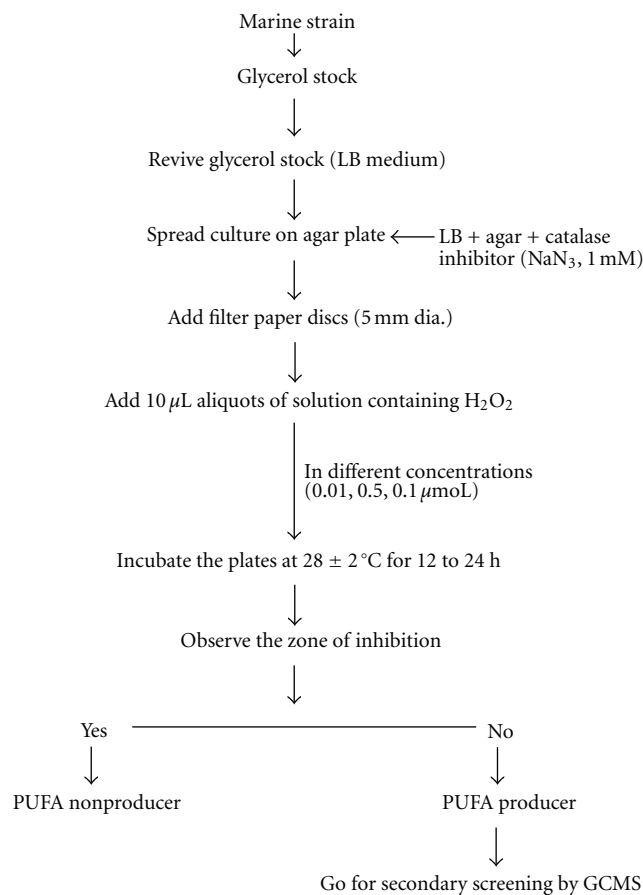 Marine strain
Glycerol stock
Revive glycerol stock (LB medium)
Spread culture on agar plate
LB + agar + catalase
inhibitor (NaN₃, 1 mM)
Add filter paper discs (5 mm dia.)
Add 10 µL aliquots of solution containing H₂O₂
In different concentrations
(0.01, 0.5, 0.1 µmoL)
Incubate the plates at 28 ± 2 °C for 12 to 24 h
Observe the zone of inhibition
Yes
No
PUFA nonproducer
PUFA producer
Go for secondary screening by GCMS